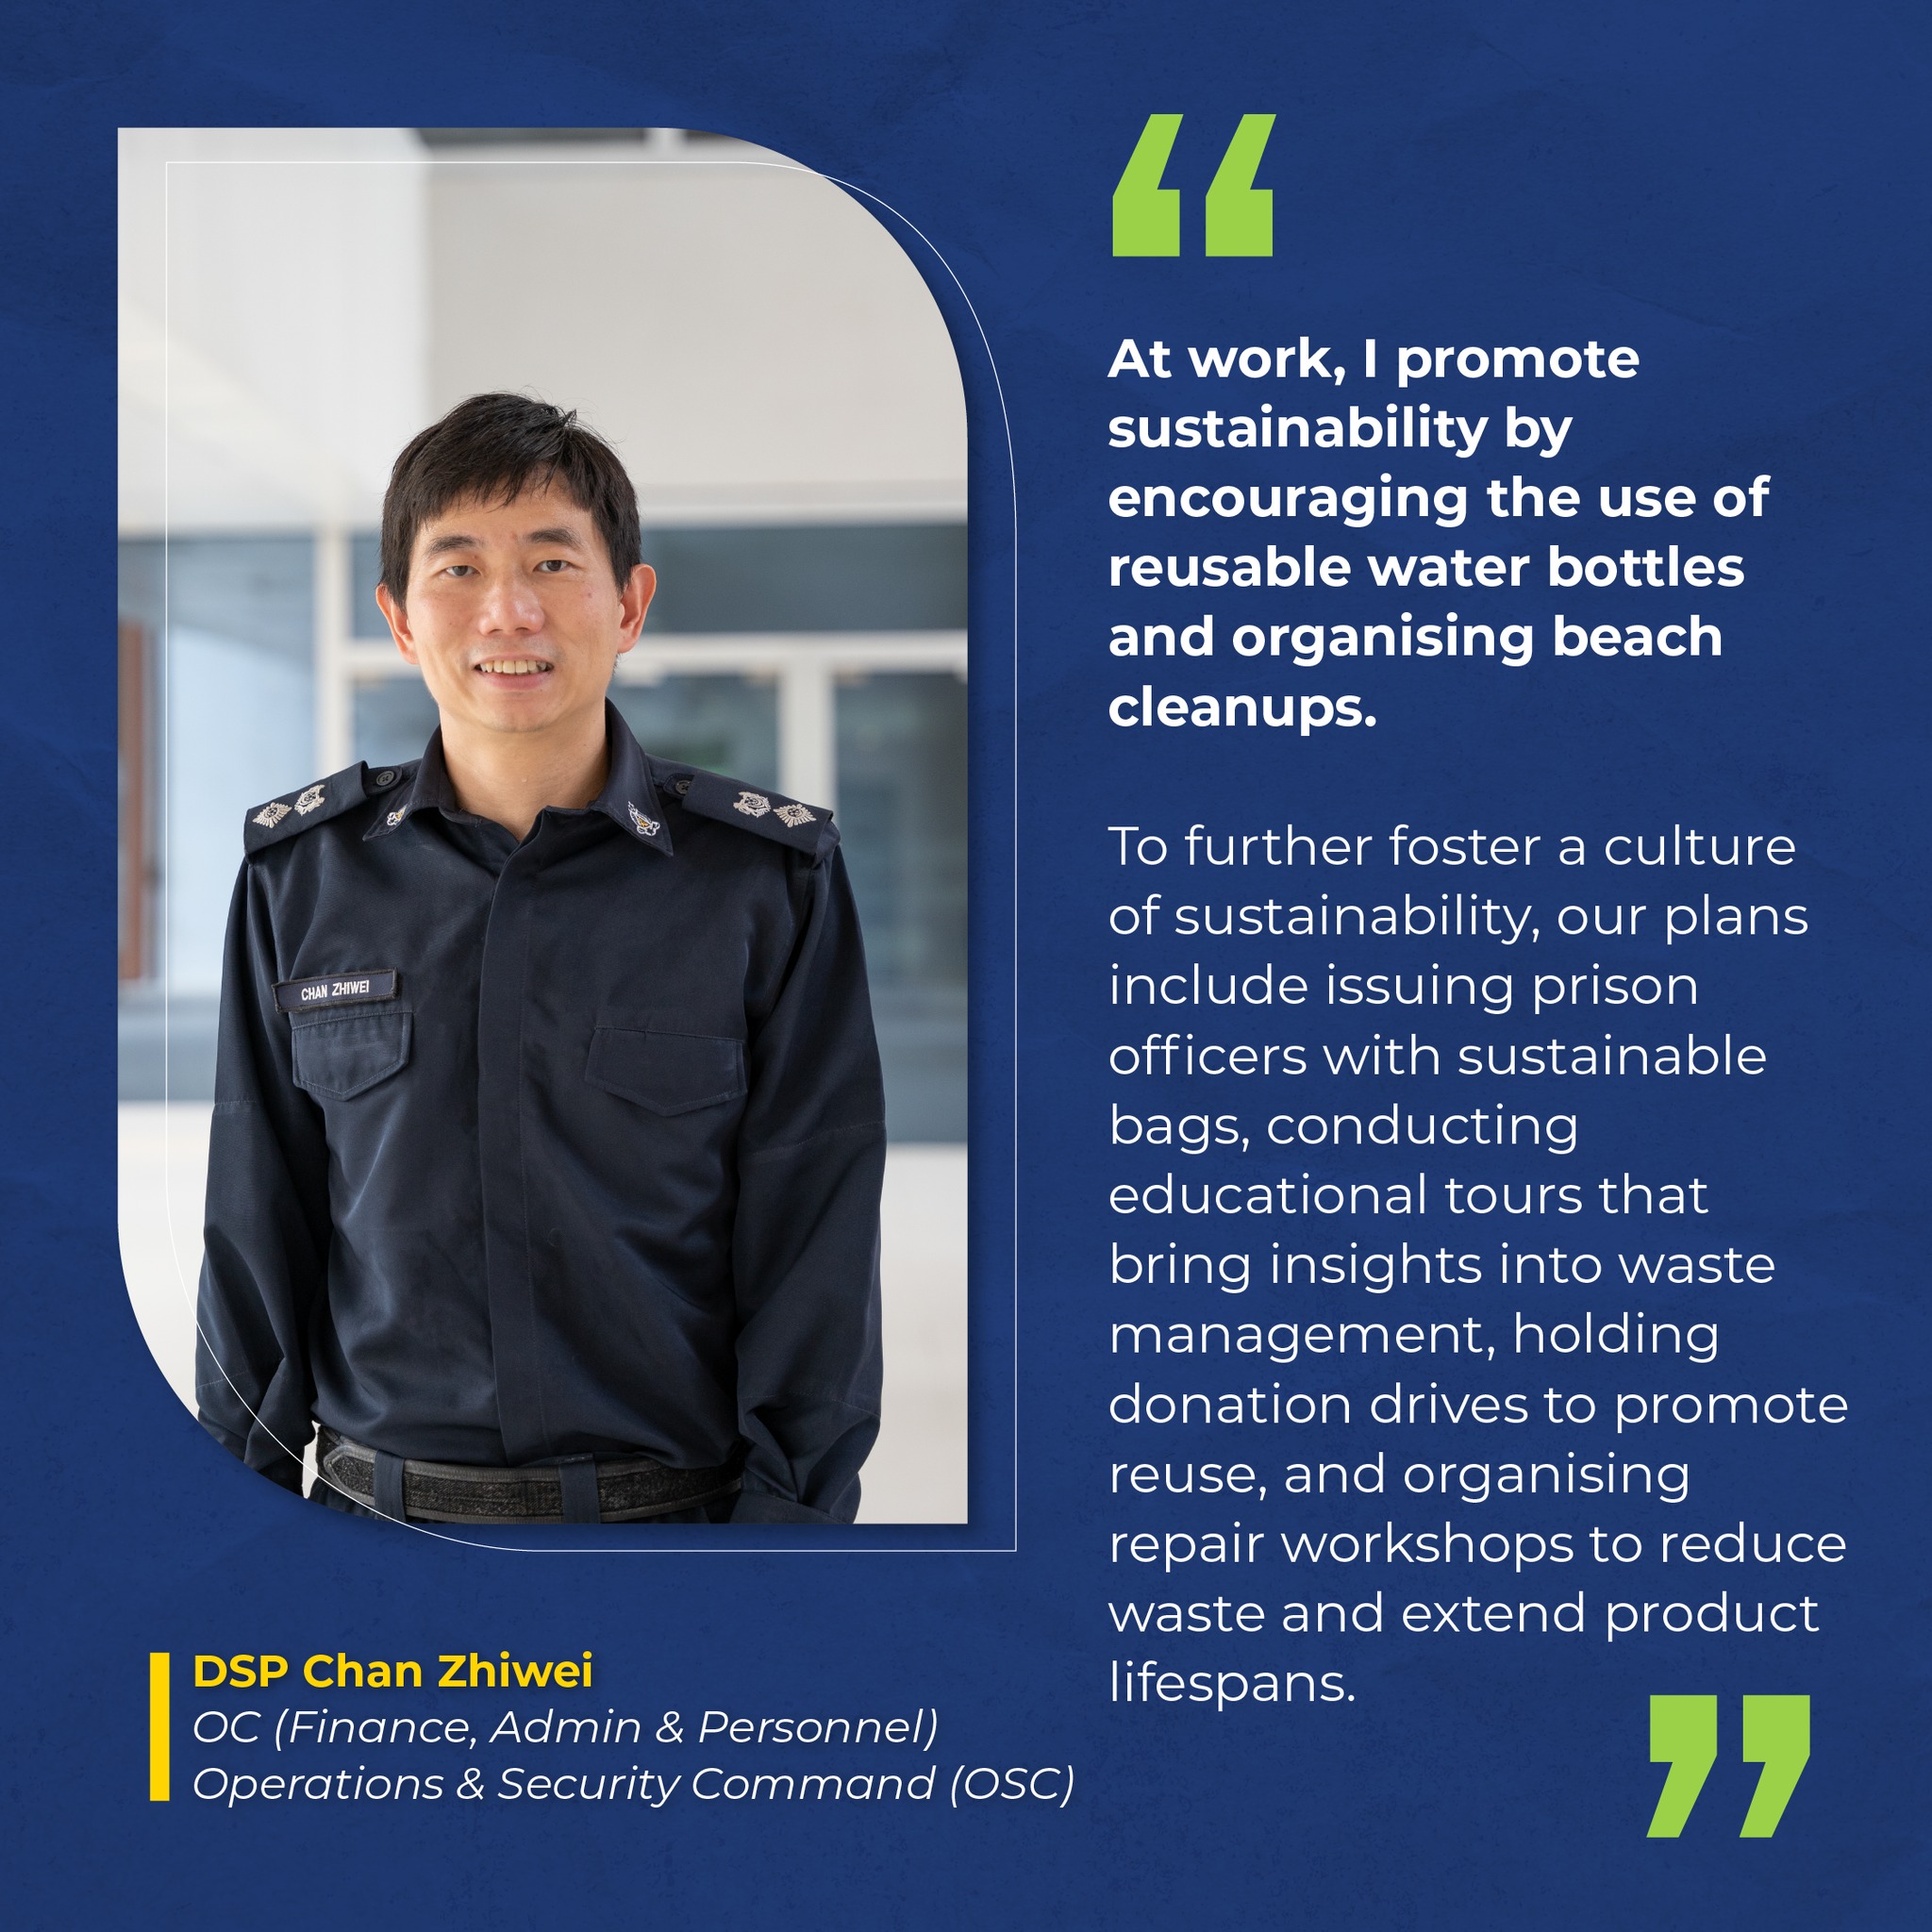 “
At work, I promote
sustainability by
encouraging the use of
reusable water bottles
and organising beach
cleanups.
To further foster a culture
of sustainability, our plans
include issuing prison
officers with sustainable
bags, conducting
educational tours that
bring insights into waste
management, holding
donation drives to promote
reuse, and organising
repair workshops to reduce
waste and extend product
lifespans.
”
CHAN ZHIWEI
DSP Chan Zhiwei
OC (Finance, Admin & Personnel)
Operations & Security Command (OSC)